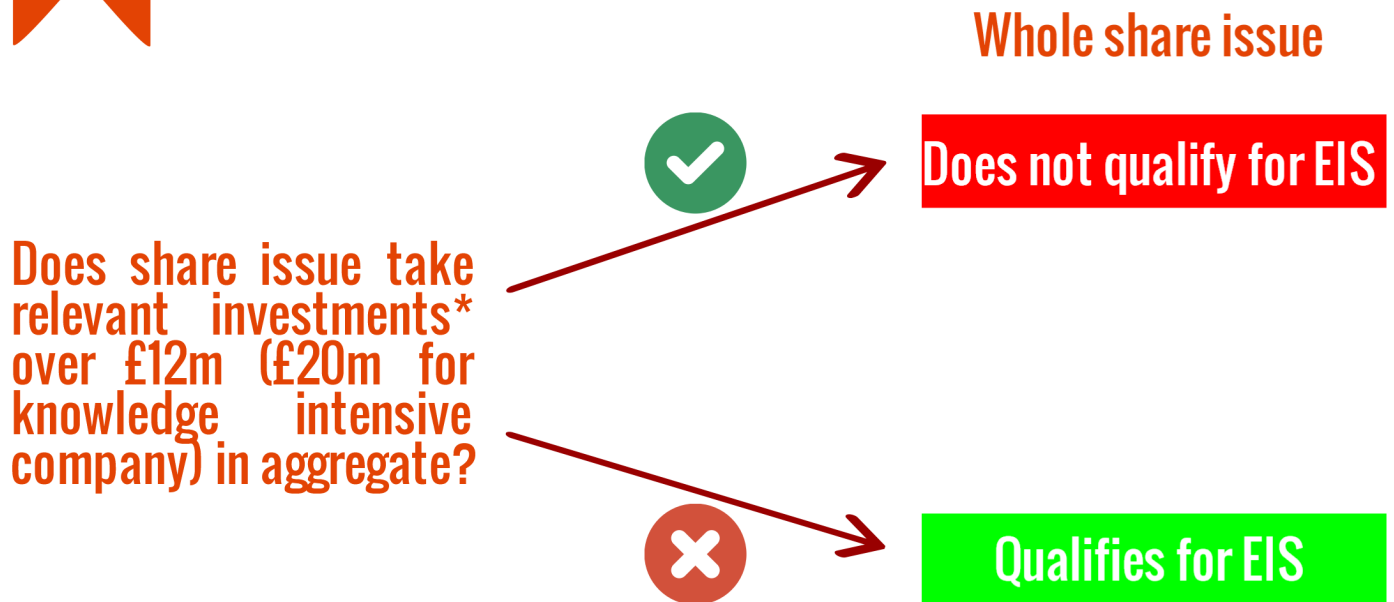 Whole share issue
Does not qualify for EIS
Does share issue take
relevant investments*
over £12m (£20m for
knowledge intensive
company) in aggregate?
Qualifies for EIS